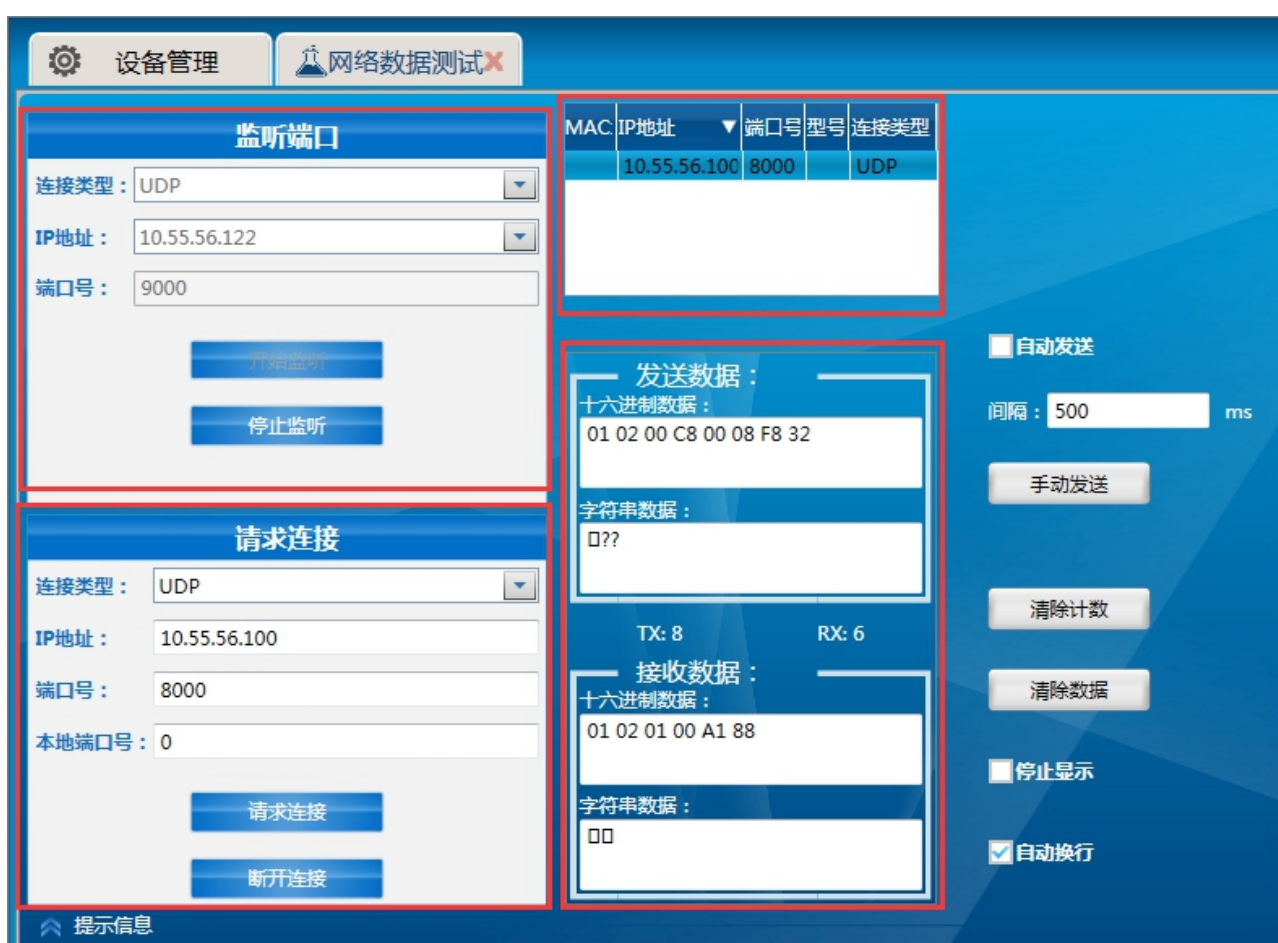 设备管理
网络数据测试
监听端口
连接类型：UDP
IP地址：10.55.56.122
端口号：9000
开始监听
停止监听
请求连接
连接类型：UDP
IP地址：10.55.56.100
端口号：8000
本地端口号：0
请求连接
断开连接
MAC IP地址 ▼ 端口号 型号 连接类型
10.55.56.100 8000 UDP
发送数据：
十六进制数据：
01 02 00 C8 00 08 F8 32
字符串数据：
□??
TX: 8 RX: 6
接收数据：
十六进制数据：
01 02 01 00 A1 88
字符串数据：
□□
自动发送
间隔：500 ms
手动发送
清除计数
清除数据
停止显示
自动换行
提示信息